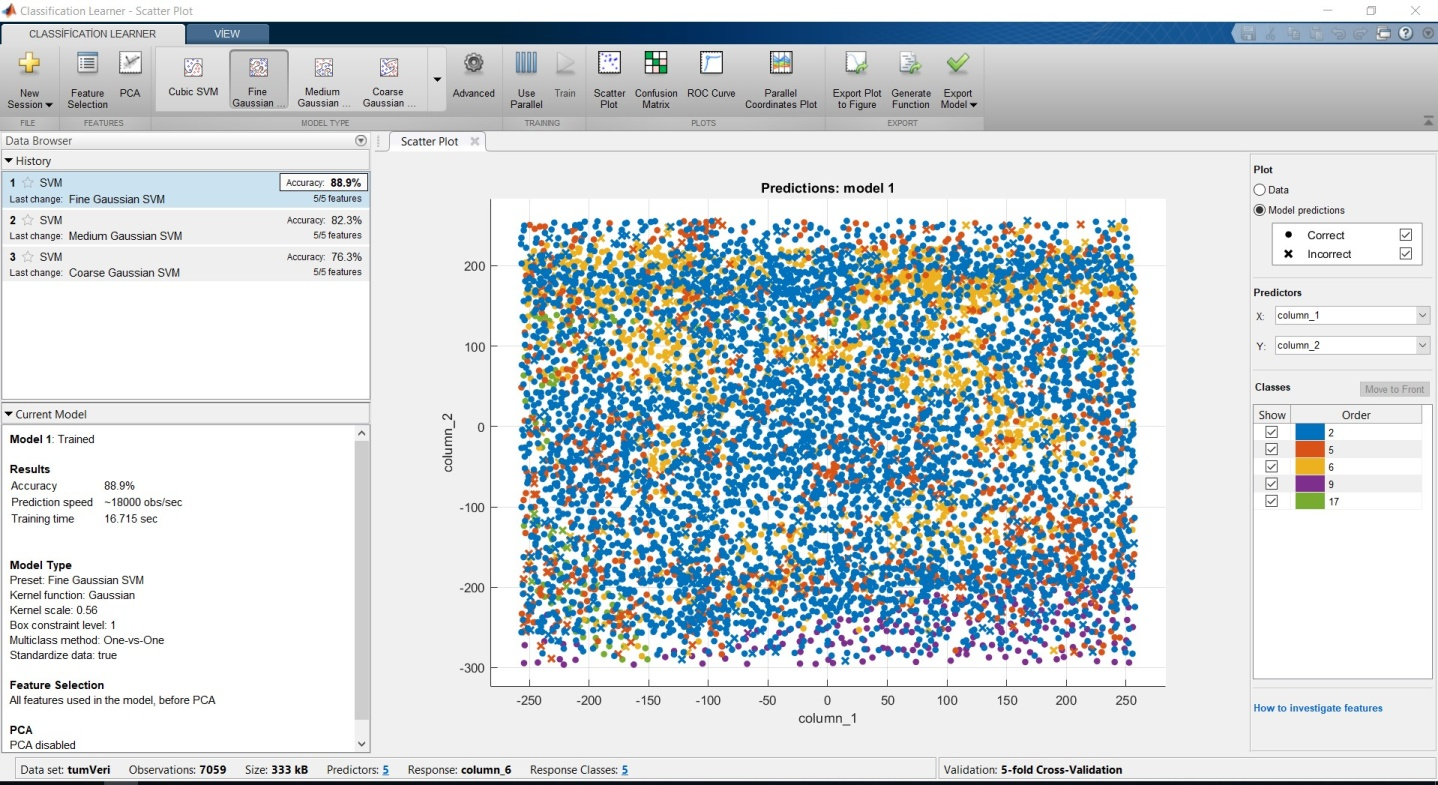 Classification Learner - Scatter Plot
CLASSİFİCATİON LEARNER
VIEW
New Session
Feature Selection
PCA
Cubic SVM
Fine Gaussian ...
Medium Gaussian ...
Coarse Gaussian ...
Advanced
Use Parallel
Train
Scatter Plot
Confusion Matrix
ROC Curve
Parallel Coordinates Plot
Export Plot to Figure
Generate Function
Export Model
FILE
FEATURES
MODEL TYPE
TRAINING
PLOTS
EXPORT
Data Browser
History
1 SVM Accuracy: 88.9%
Last change: Fine Gaussian SVM 5/5 features
2 SVM Accuracy: 82.3%
Last change: Medium Gaussian SVM 5/5 features
3 SVM Accuracy: 76.3%
Last change: Coarse Gaussian SVM 5/5 features
Current Model
Model 1: Trained
Results
Accuracy 88.9%
Prediction speed ~18000 obs/sec
Training time 16.715 sec
Model Type
Preset: Fine Gaussian SVM
Kernel function: Gaussian
Kernel scale: 0.56
Box constraint level: 1
Multiclass method: One-vs-One
Standardize data: true
Feature Selection
All features used in the model, before PCA
PCA
PCA disabled
Scatter Plot
Predictions: model 1
column_2
200
100
0
-100
-200
-300
-250 -200 -150 -100 -50 0 50 100 150 200 250
column_1
Plot
Data
Model predictions
Correct
Incorrect
Predictors
X: column_1
Y: column_2
Classes
Move to Front
Show Order
2
5
6
9
17
How to investigate features
Data set: tumVeri Observations: 7059 Size: 333 kB Predictors: 5 Response: column_6 Response Classes: 5
Validation: 5-fold Cross-Validation